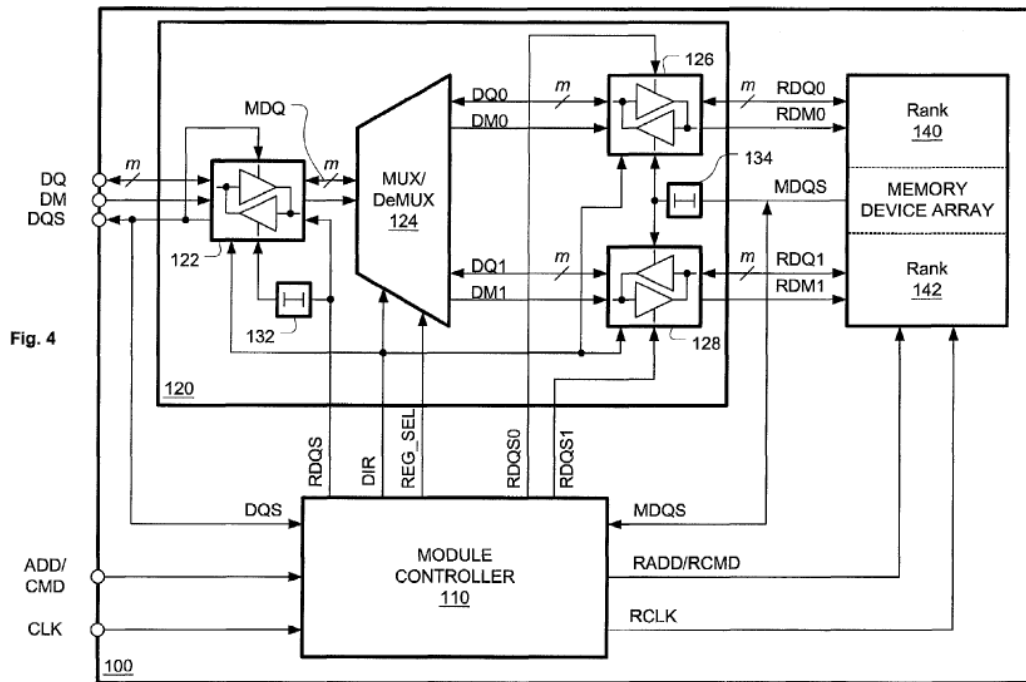 126
DQ0
m
m
RDQ0
MDQ
DM0
RDM0
Rank
140
134
DQ
m
m
MUX/
DeMUX
124
MDQS
MEMORY
DEVICE ARRAY
DM
DQS
122
DQ1
m
m
RDQ1
DM1
RDM1
Rank
142
132
128
Fig. 4
120
RDQS
DIR
REG_SEL
RDQS0
RDQS1
DQS
MDQS
MODULE
CONTROLLER
110
ADD/
CMD
RADD/RCMD
CLK
RCLK
100